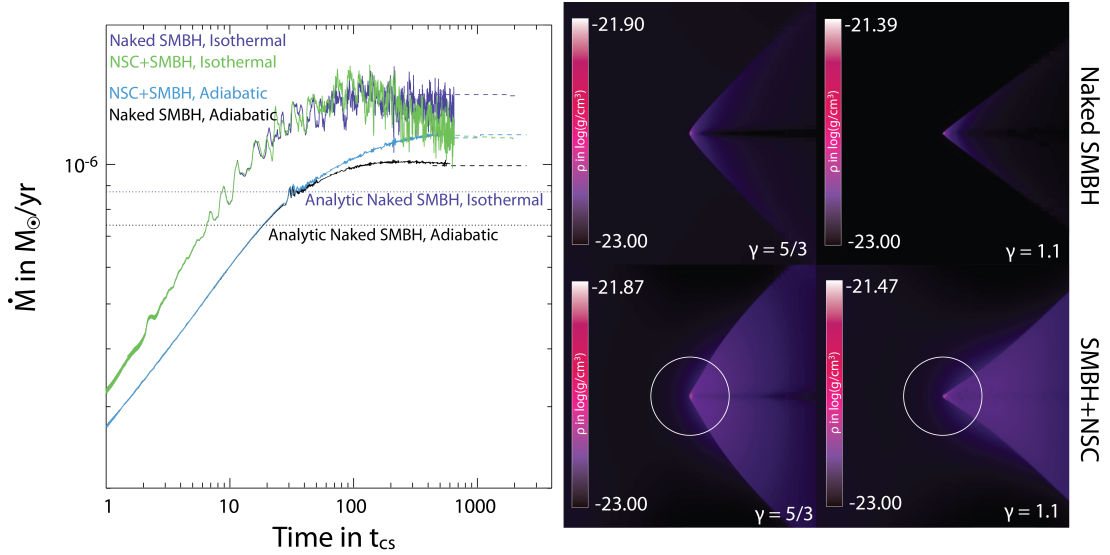 Naked SMBH, Isothermal
NSC+SMBH, Isothermal
NSC+SMBH, Adiabatic
Naked SMBH, Adiabatic
10⁻⁶
Analytic Naked SMBH, Isothermal
Analytic Naked SMBH, Adiabatic
Ṁ in M☉/yr
1
10
100
1000
Time in t_cs
-21.90
ρ in log(g/cm³)
-23.00
γ = 5/3
-21.39
ρ in log(g/cm³)
-23.00
γ = 1.1
Naked SMBH
-21.87
ρ in log(g/cm³)
-23.00
γ = 5/3
-21.47
ρ in log(g/cm³)
-23.00
γ = 1.1
SMBH+NSC